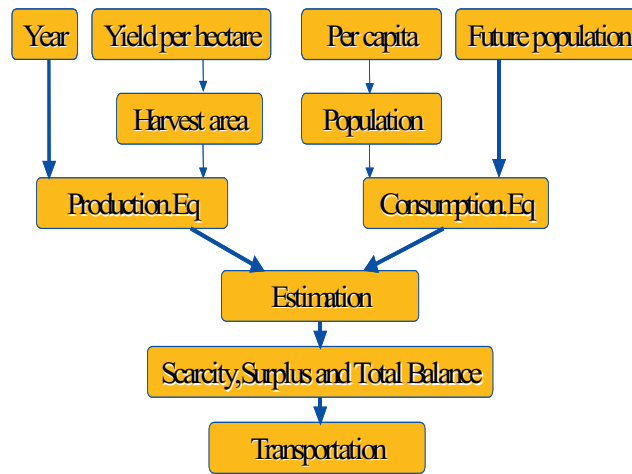 Year
Yield per hectare
Per capita
Future population
Harvest area
Population
Production.Eq
Consumption.Eq
Estimation
Scarcity,Surplus and Total Balance
Transportation